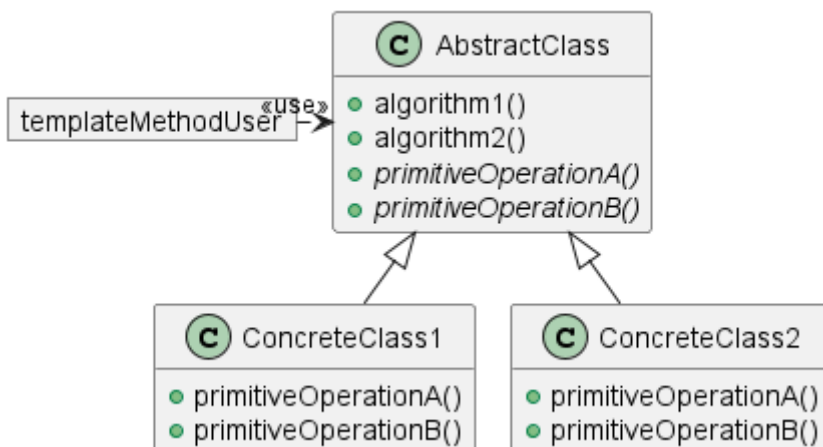 C AbstractClass
«use»
templateMethodUser
algorithm1()
algorithm2()
primitiveOperationA()
primitiveOperationB()
C ConcreteClass1
C ConcreteClass2
primitiveOperationA()
primitiveOperationB()
primitiveOperationA()
primitiveOperationB()